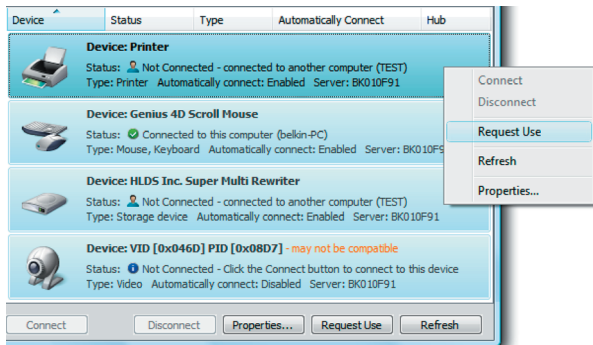 Device Status Type Automatically Connect Hub
Device: Printer
Status: Not Connected - connected to another computer (TEST)
Type: Printer Automatically connect: Enabled Server: BK010F91
Connect
Disconnect
Request Use
Refresh
Properties...
Device: Genius 4D Scroll Mouse
Status: Connected to this computer (belkin-PC)
Type: Mouse, Keyboard Automatically connect: Enabled Server: BK010F9
Device: HLDS Inc. Super Multi Rewriter
Status: Not Connected - connected to another computer (TEST)
Type: Storage device Automatically connect: Enabled Server: BK010F91
Device: VID [0x046D] PID [0x08D7] - may not be compatible
Status: Not Connected - Click the Connect button to connect to this device
Type: Video Automatically connect: Disabled Server: BK010F91
Connect Disconnect Properties... Request Use Refresh